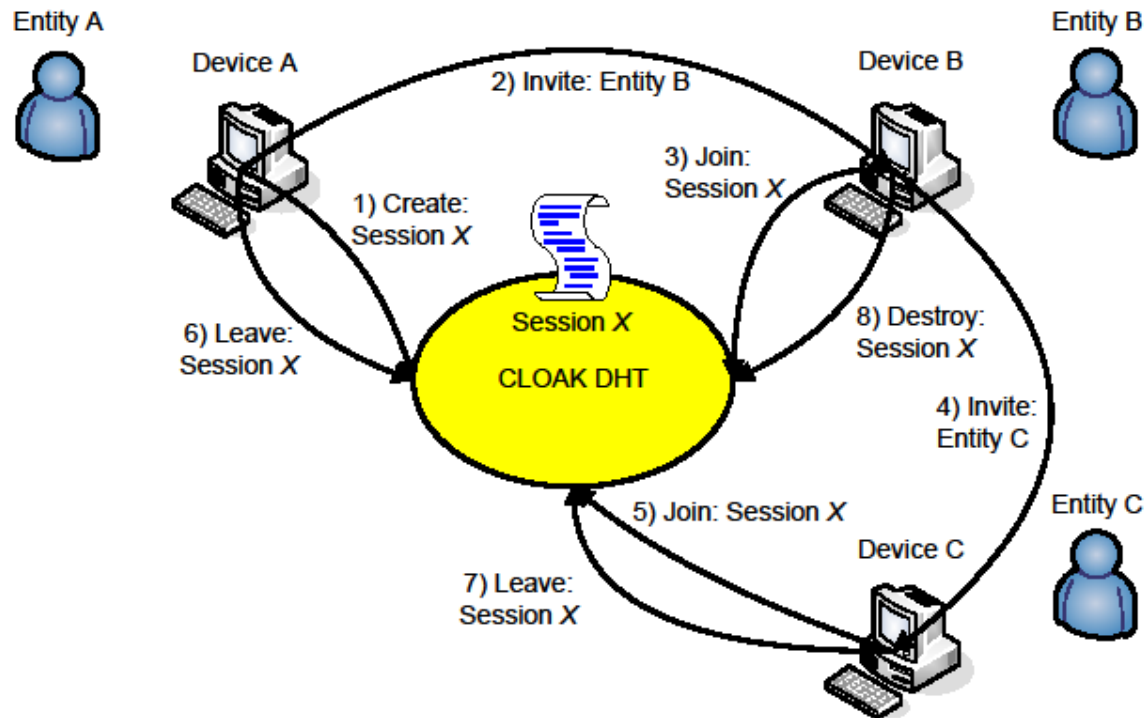 Entity A
Entity B
Device A
Device B
2) Invite: Entity B
3) Join:
Session X
1) Create:
Session X
6) Leave:
Session X
Session X
8) Destroy:
Session X
CLOAK DHT
4) Invite:
Entity C
5) Join: Session X
Entity C
Device C
7) Leave:
Session X